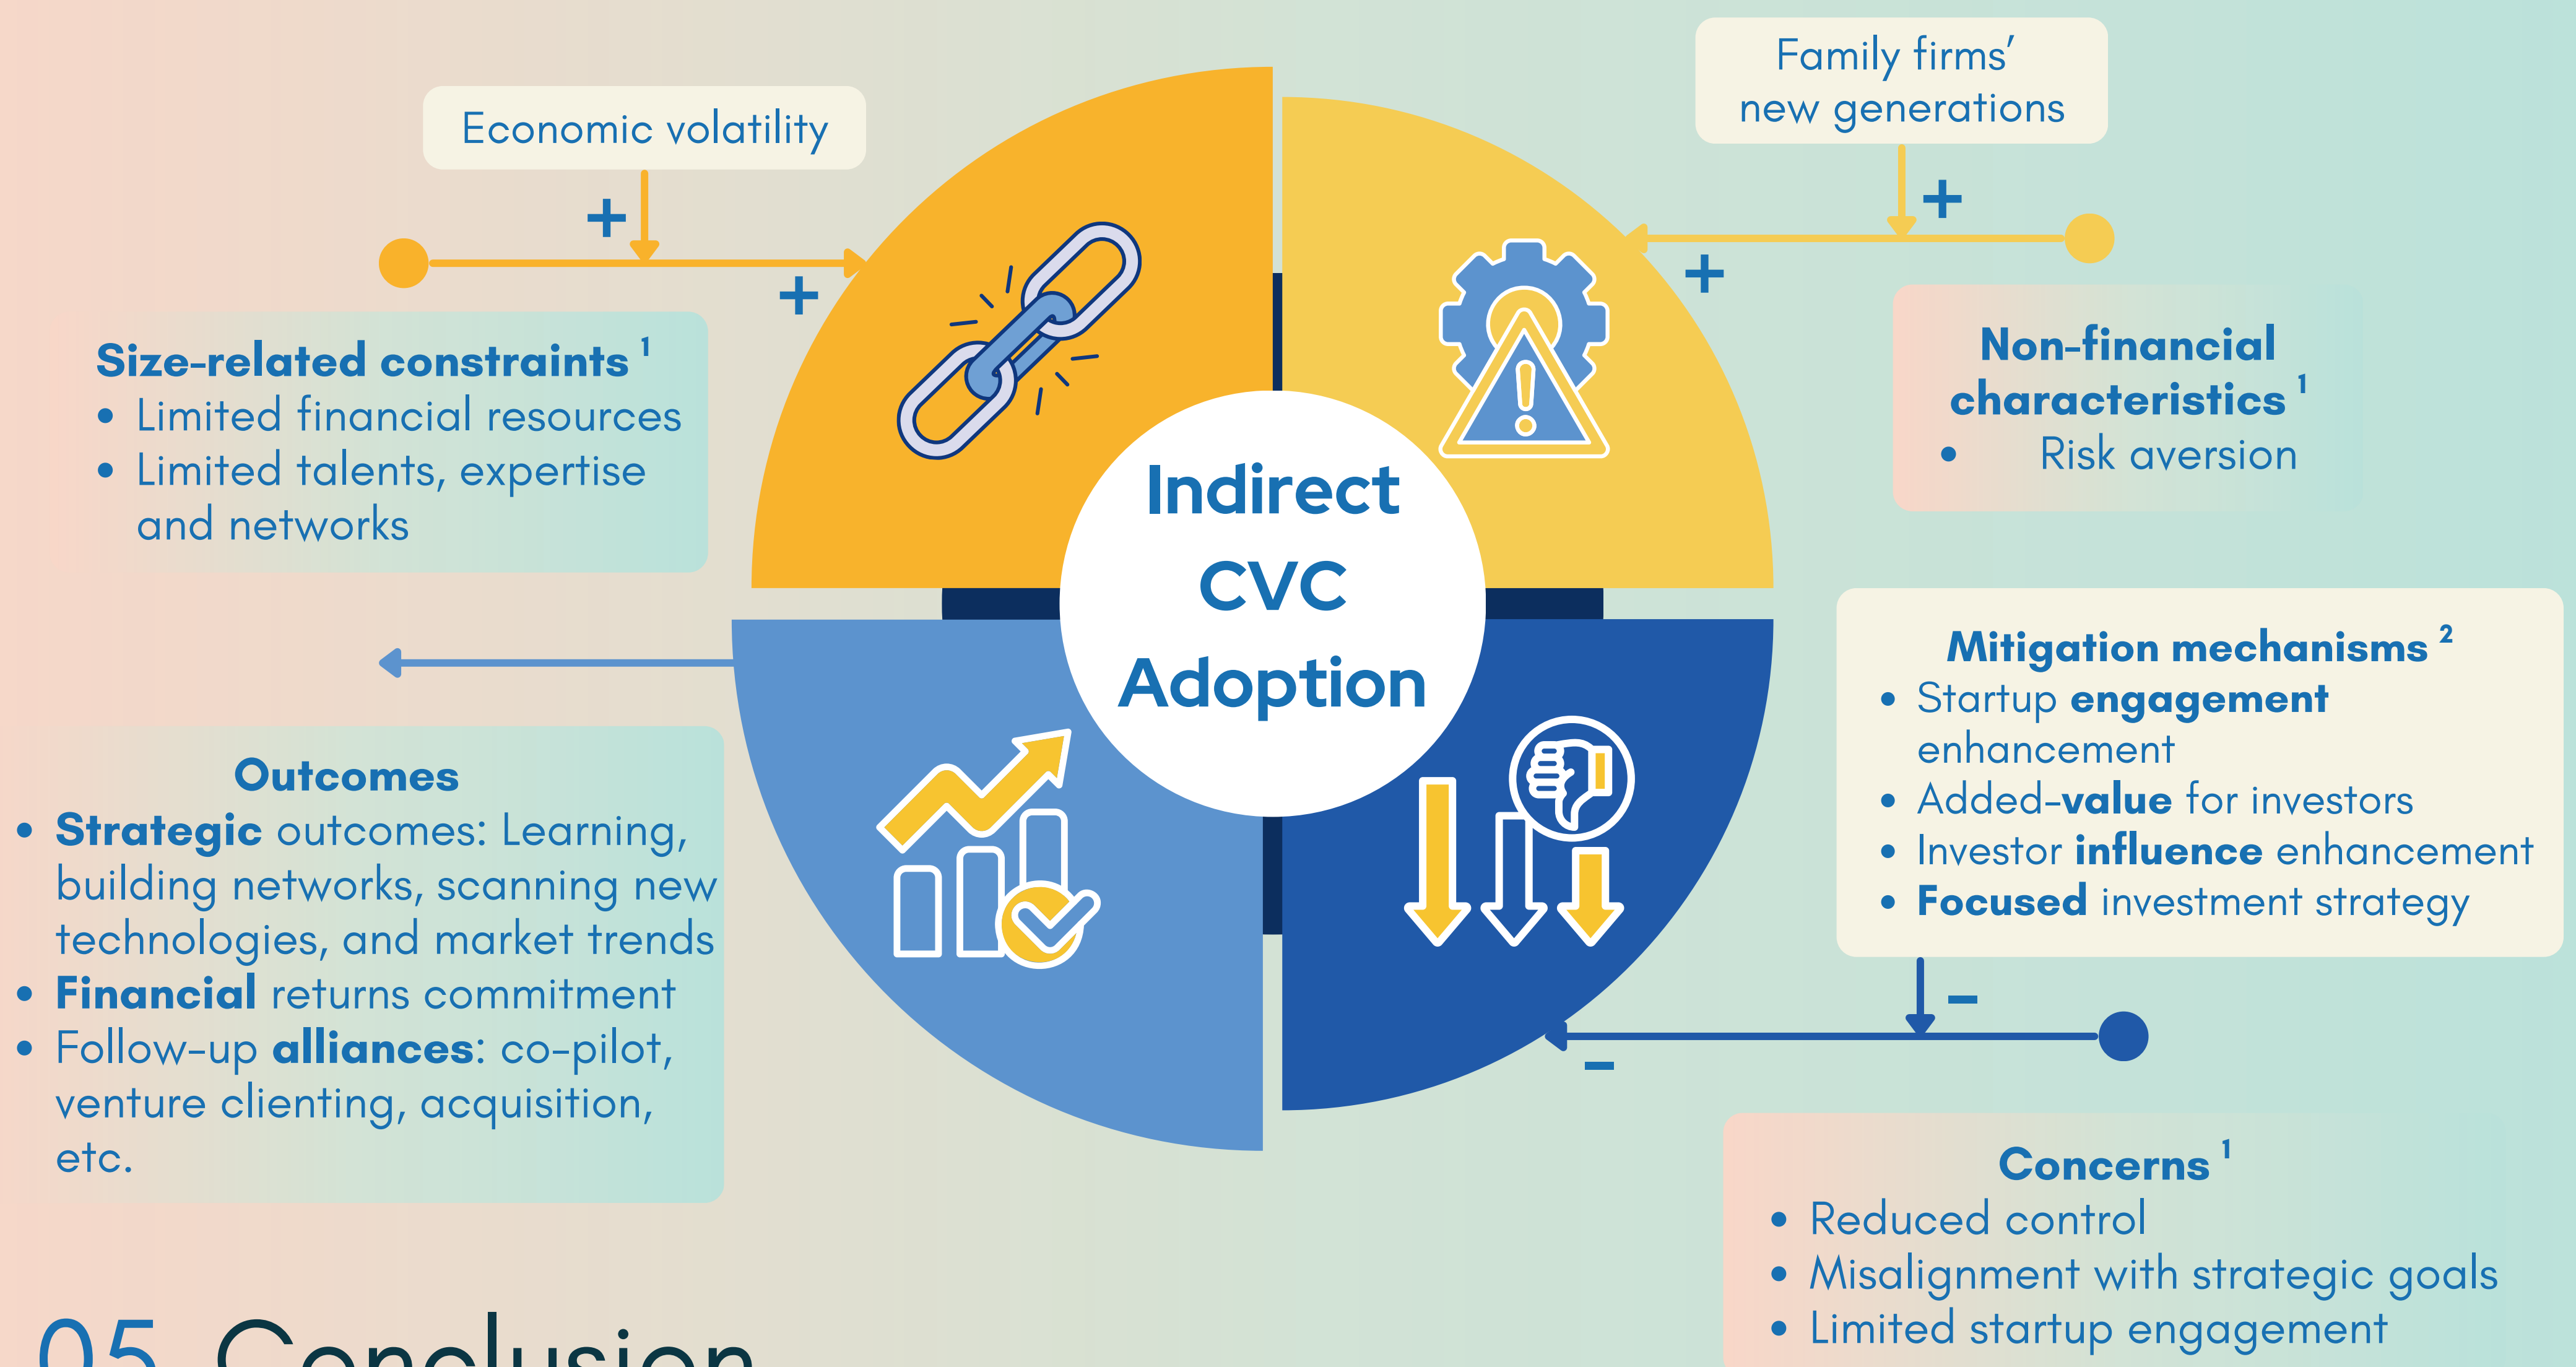 Economic volatility
+
+
Size-related constraints ¹
• Limited financial resources
• Limited talents, expertise
and networks
Family firms’
new generations
+
+
Non-financial
characteristics ¹
• Risk aversion
Indirect
CVC
Adoption
Outcomes
• Strategic outcomes: Learning,
building networks, scanning new
technologies, and market trends
• Financial returns commitment
• Follow-up alliances: co-pilot,
venture clienting, acquisition,
etc.
Mitigation mechanisms ²
• Startup engagement
enhancement
• Added-value for investors
• Investor influence enhancement
• Focused investment strategy
-
-
Concerns ¹
• Reduced control
• Misalignment with strategic goals
• Limited startup engagement
05 Conclusion